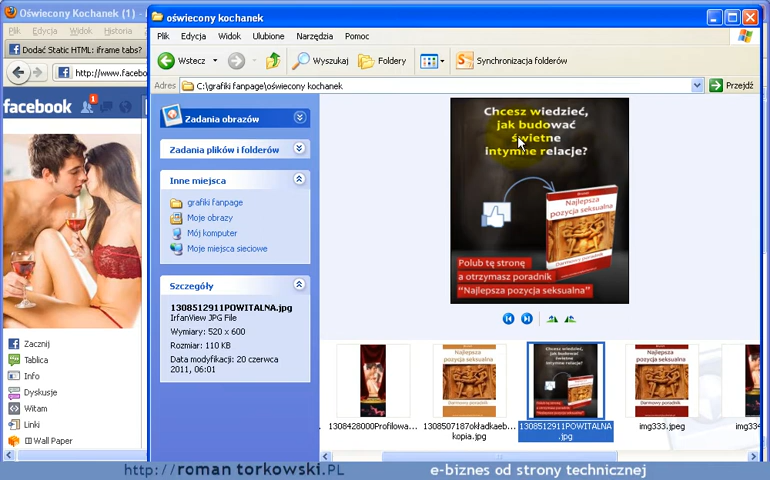 Oświecony Kochanek (1) -
Plik Edycja Widok Historia
Dodać Static HTML: iframe tabs?
http://www.facebo
facebook
1
Zacznij
Tablica
Info
Dyskusje
Witam
Linki
Wall Paper
oświecony kochanek
Plik Edycja Widok Ulubione Narzędzia Pomoc
Wstecz Wyszukaj Foldery Synchronizacja folderów
Adres C:\grafiki fanpage\oświecony kochanek Przejdź
Zadania obrazów
Zadania plików i folderów
Inne miejsca
grafiki fanpage
Moje obrazy
Mój komputer
Moje miejsca sieciowe
Szczegóły
1308512911POWITALNA.jpg
IrfanView JPG File
Wymiary: 520 x 600
Rozmiar: 110 KB
Data modyfikacji: 20 czerwca
2011, 06:01
Chcesz wiedzieć,
jak budować
świetne
intymne relacje?
Najlepsza
pozycja seksualna
Darmowy poradnik
Polub tę stronę
a otrzymasz poradnik
"Najlepsza pozycja seksualna"
1308428000Profilowa...
1308507187okładkaeb...
kopia.jpg
1308512911POWITALNA
.jpg
img333.jpeg
img334
http://romantorkowski.PL e-biznes od strony technicznej